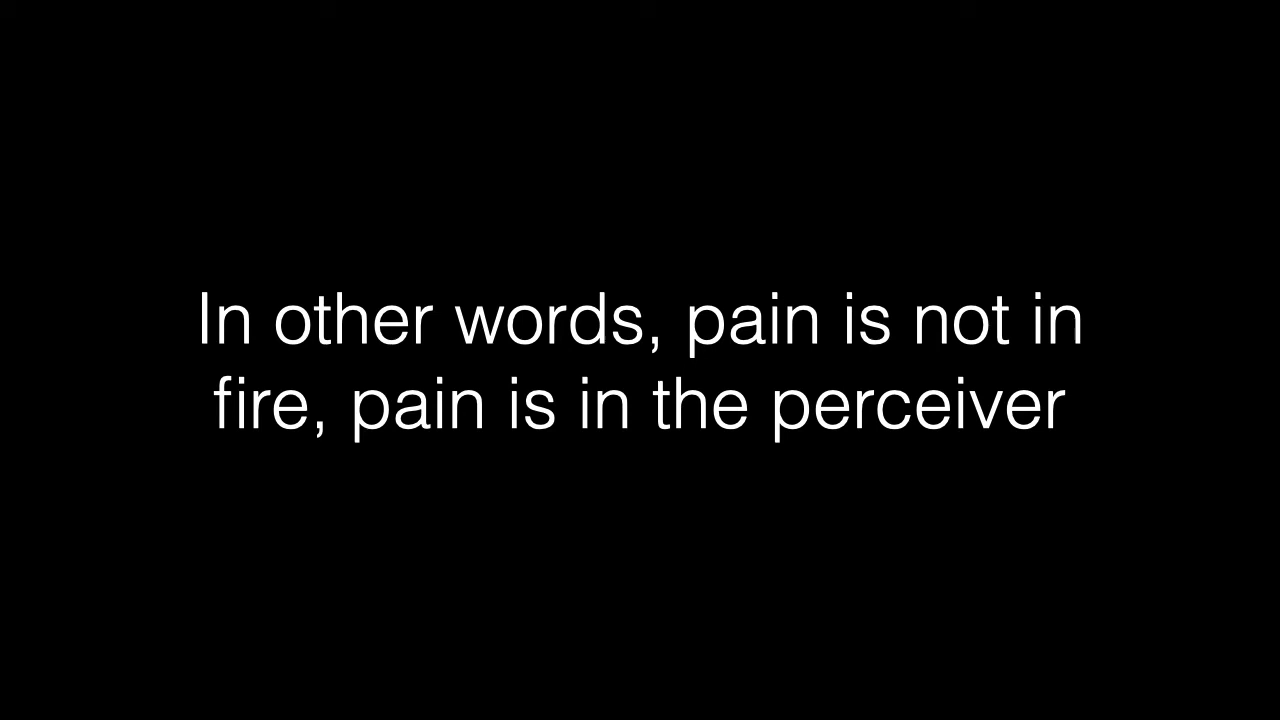 In other words, pain is not in
fire, pain is in the perceiver